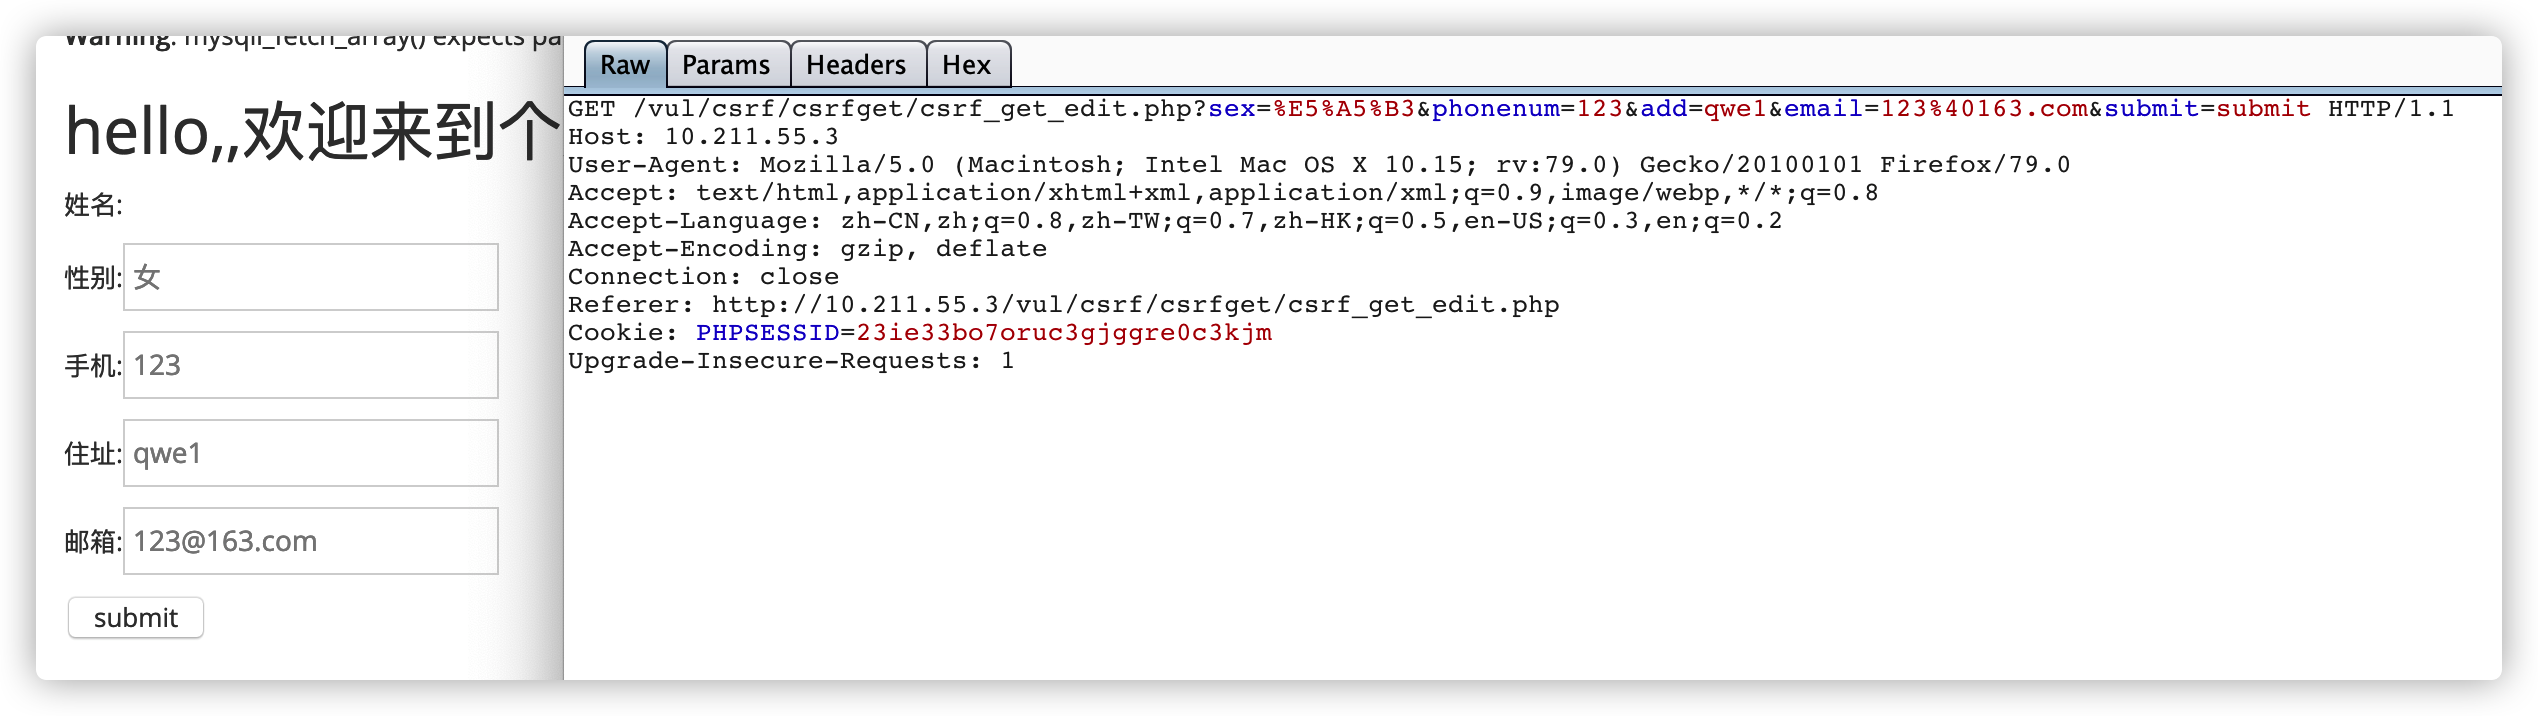 Warning: mysqli_fetch_array() expects pa
hello,,欢迎来到个
姓名:
性别: 女
手机: 123
住址: qwe1
邮箱: 123@163.com
submit
Raw Params Headers Hex
GET /vul/csrf/csrfget/csrf_get_edit.php?sex=%E5%A5%B3&phonenum=123&add=qwe1&email=123%40163.com&submit=submit HTTP/1.1
Host: 10.211.55.3
User-Agent: Mozilla/5.0 (Macintosh; Intel Mac OS X 10.15; rv:79.0) Gecko/20100101 Firefox/79.0
Accept: text/html,application/xhtml+xml,application/xml;q=0.9,image/webp,*/*;q=0.8
Accept-Language: zh-CN,zh;q=0.8,zh-TW;q=0.7,zh-HK;q=0.5,en-US;q=0.3,en;q=0.2
Accept-Encoding: gzip, deflate
Connection: close
Referer: http://10.211.55.3/vul/csrf/csrfget/csrf_get_edit.php
Cookie: PHPSESSID=23ie33bo7oruc3gjggre0c3kjm
Upgrade-Insecure-Requests: 1